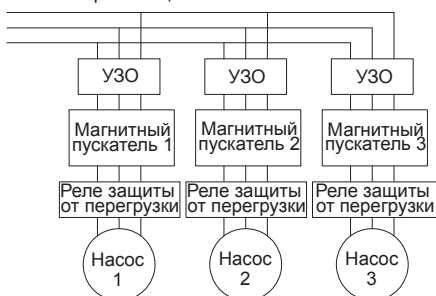 УЗО УЗО УЗО
Магнитный Магнитный Магнитный
пускатель 1 пускатель 2 пускатель 3
Реле защиты Реле защиты Реле защиты
от перегрузки от перегрузки от перегрузки
Насос Насос Насос
1 2 3